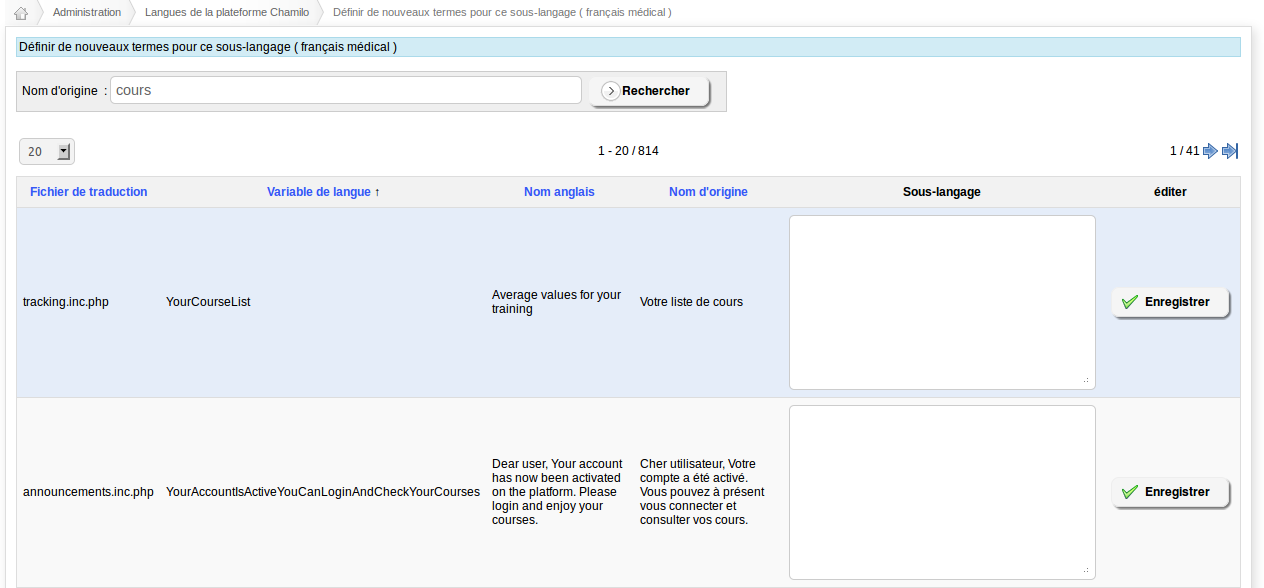 Administration Langues de la plateforme Chamilo Définir de nouveaux termes pour ce sous-langage ( français médical )
Définir de nouveaux termes pour ce sous-langage ( français médical )
Nom d'origine : cours Rechercher
20 1 - 20 / 814 1 / 41
Fichier de traduction Variable de langue ↑ Nom anglais Nom d'origine Sous-langage éditer
tracking.inc.php YourCourseList
Average values for your
training
Votre liste de cours
Enregistrer
announcements.inc.php YourAccountIsActiveYouCanLoginAndCheckYourCourses
Dear user, Your account
has now been activated
on the platform. Please
login and enjoy your
courses.
Cher utilisateur, Votre
compte a été activé.
Vous pouvez à présent
vous connecter et
consulter vos cours.
Enregistrer